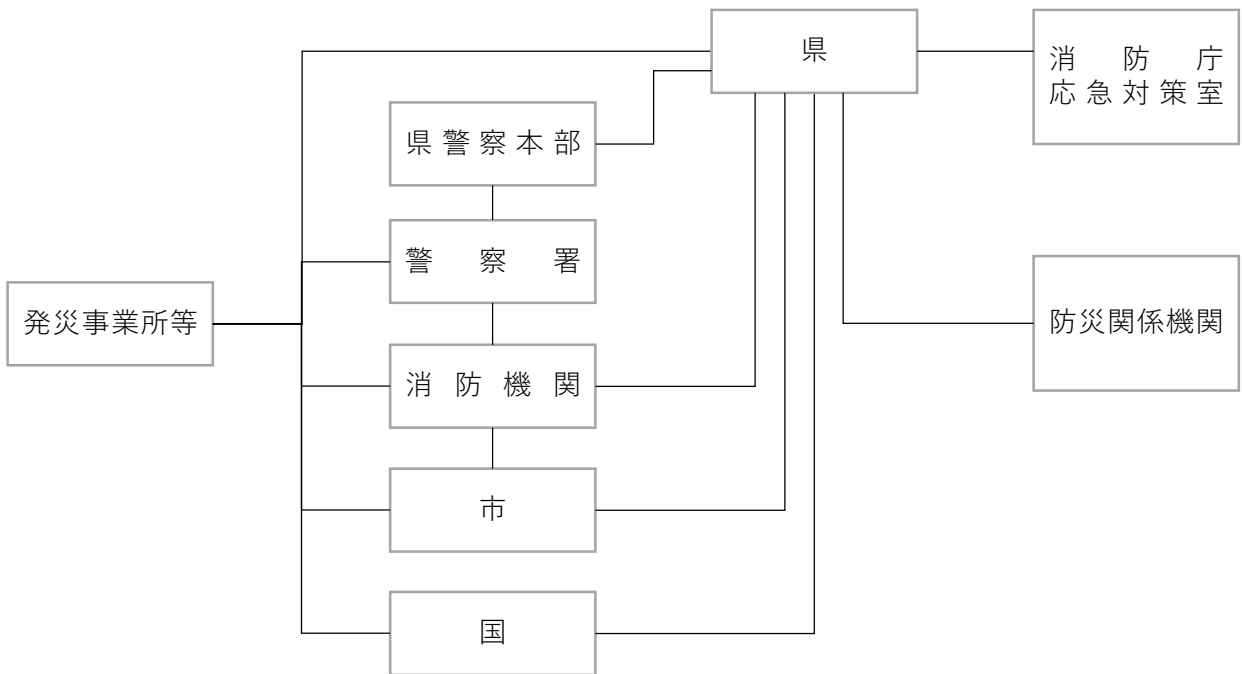 県
消防庁
応急対策室
県警察本部
警察署
発災事業所等
防災関係機関
消防機関
市
国